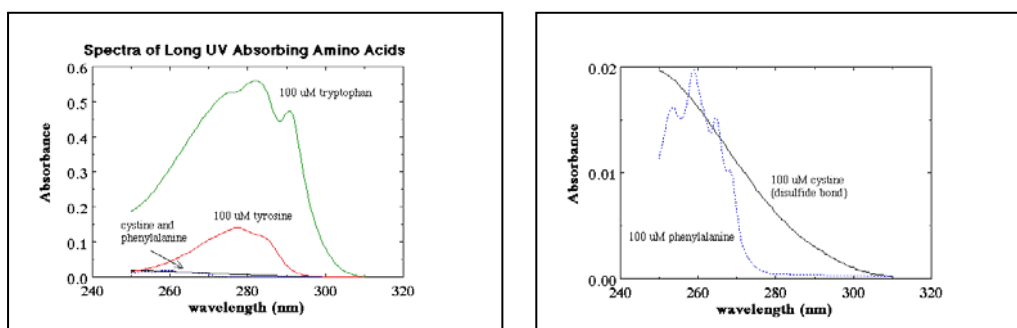 Spectra of Long UV Absorbing Amino Acids
Absorbance
0.6
0.5
0.4
0.3
0.2
0.1
0.0
100 uM tryptophan
100 uM tyrosine
cystine and
phenylalanine
240 260 280 300 320
wavelength (nm)
Absorbance
0.02
0.01
0.00
100 uM cystine
(disulfide bond)
100 uM phenylalanine
240 260 280 300 320
wavelength (nm)